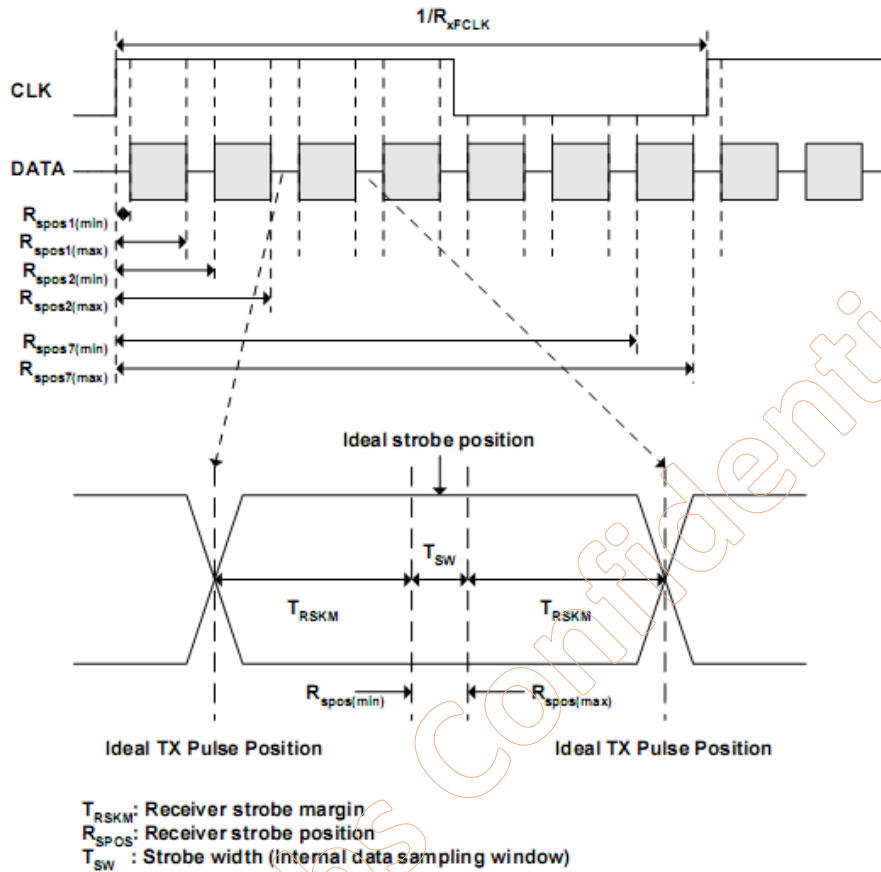 1/RxFCLK
CLK
DATA
Rspos1(min)
Rspos1(max)
Rspos2(min)
Rspos2(max)
Rspos7(min)
Rspos7(max)
Ideal strobe position
TSW
TRSKM
TRSKM
Rspos(min)
Rspos(max)
Ideal TX Pulse Position
Ideal TX Pulse Position
TRSKM: Receiver strobe margin
RSPOS: Receiver strobe position
TSW : Strobe width (Internal data sampling window)